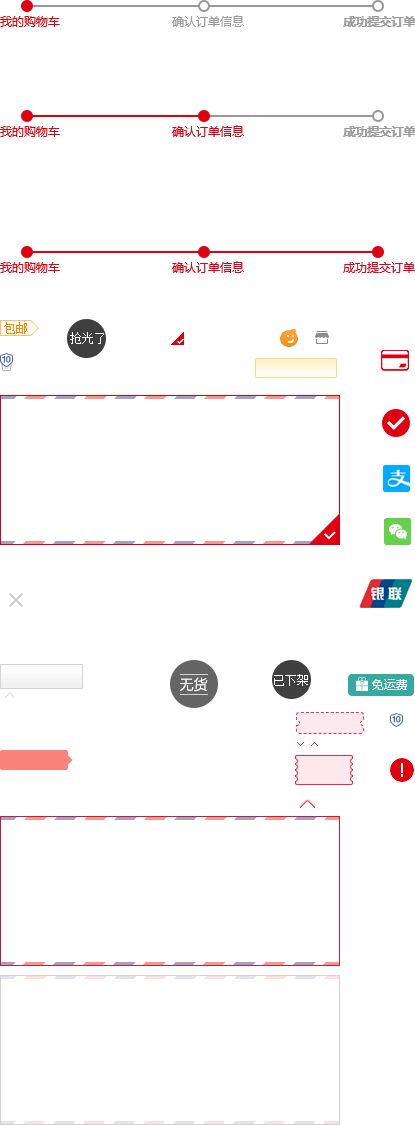 我的购物车 确认订单信息 成功提交订单
我的购物车 确认订单信息 成功提交订单
我的购物车 确认订单信息 成功提交订单
包邮
抢光了
10
支
银联
无货
已下架
免运费
10